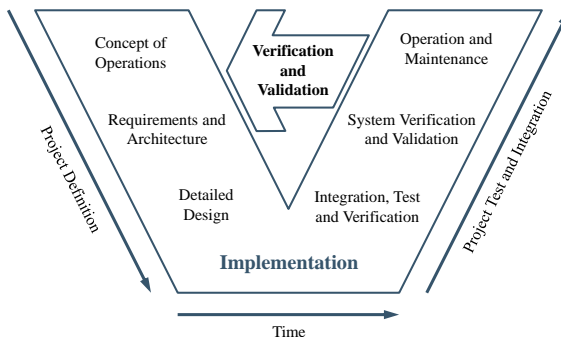 Concept of
Operations
Verification
and
Validation
Operation and
Maintenance
Requirements and
Architecture
System Verification
and Validation
Project Definition
Project Test and Integration
Detailed
Design
Integration, Test
and Verification
Implementation
Time